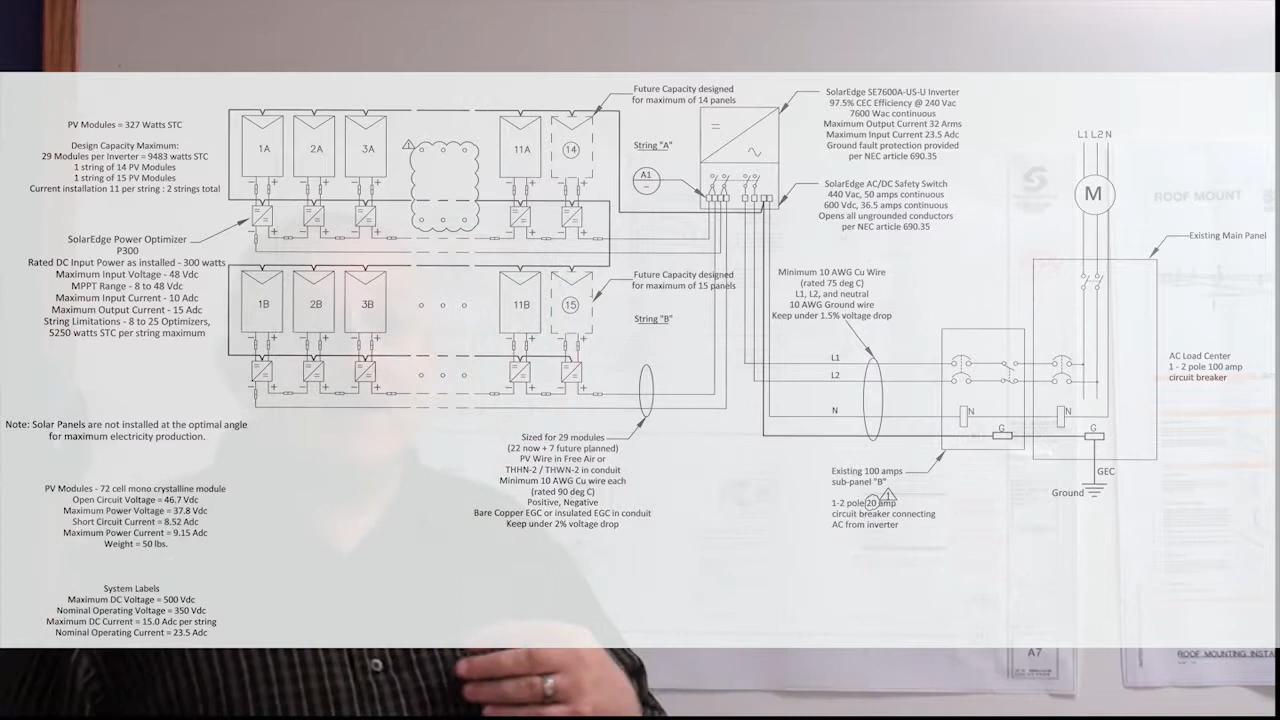 PV Modules = 327 Watts STC
Design Capacity Maximum:
29 Modules per Inverter = 9483 watts STC
1 string of 14 PV Modules
1 string of 15 PV Modules
Current installation 11 per string : 2 strings total
SolarEdge Power Optimizer
P300
Rated DC Input Power as installed - 300 watts
Maximum Input Voltage - 48 Vdc
MPPT Range - 8 to 48 Vdc
Maximum Input Current - 10 Adc
Maximum Output Current - 15 Adc
String Limitations - 8 to 25 Optimizers,
5250 watts STC per string maximum
Note: Solar Panels are not installed at the optimal angle
for maximum electricity production.
PV Modules - 72 cell mono crystalline module
Open Circuit Voltage = 46.7 Vdc
Maximum Power Voltage = 37.8 Vdc
Short Circuit Current = 8.52 Adc
Maximum Power Current = 9.15 Adc
Weight = 50 lbs.
System Labels
Maximum DC Voltage = 500 Vdc
Nominal Operating Voltage = 350 Vdc
Maximum DC Current = 15.0 Adc per string
Nominal Operating Current = 23.5 Adc
1A 2A 3A 11A 14
1B 2B 3B 11B 15
Future Capacity designed
for maximum of 14 panels
String "A"
A1
Future Capacity designed
for maximum of 15 panels
String "B"
Sized for 29 modules
(22 now + 7 future planned)
PV Wire in Free Air or
THHN-2 / THWN-2 in conduit
Minimum 10 AWG Cu wire each
(rated 90 deg C)
Positive, Negative
Bare Copper EGC or insulated EGC in conduit
Keep under 2% voltage drop
SolarEdge SE7600A-US-U Inverter
97.5% CEC Efficiency @ 240 Vac
7600 Wac continuous
Maximum Output Current 32 Arms
Maximum Input Current 23.5 Adc
Ground fault protection provided
per NEC article 690.35
SolarEdge AC/DC Safety Switch
440 Vac, 50 amps continuous
600 Vdc, 36.5 amps continuous
Opens all ungrounded conductors
per NEC article 690.35
Minimum 10 AWG Cu Wire
(rated 75 deg C)
L1, L2, and neutral
10 AWG Ground wire
Keep under 1.5% voltage drop
L1
L2
N
N
N
G
G
Existing 100 amps
sub-panel "B"
1-2 pole 20 amp
circuit breaker connecting
AC from inverter
L1 L2 N
M
Existing Main Panel
AC Load Center
1 - 2 pole 100 amp
circuit breaker
GEC
Ground
ROOF MOUNT
A7
ROOF MOUNTING INSTA